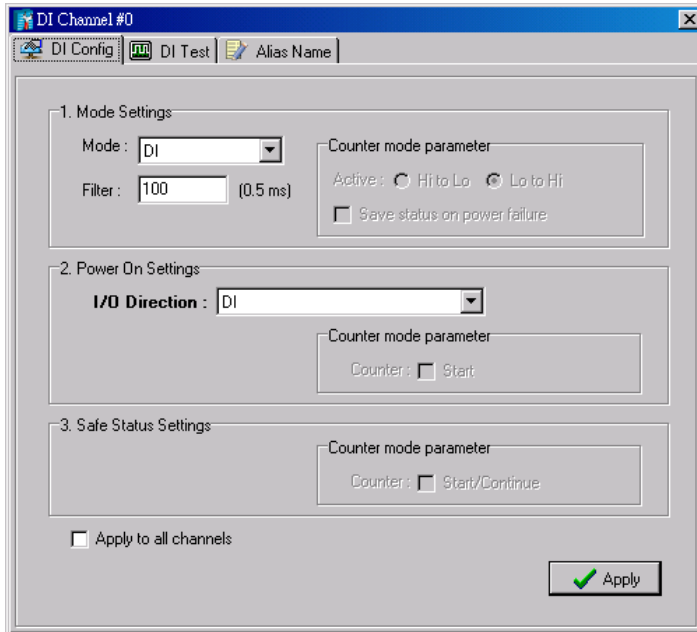 DI Channel #0
DI Config DI Test Alias Name
1. Mode Settings
Mode : DI
Filter : 100 (0.5 ms)
Counter mode parameter
Active : Hi to Lo Lo to Hi
Save status on power failure
2. Power On Settings
I/O Direction : DI
Counter mode parameter
Counter : Start
3. Safe Status Settings
Counter mode parameter
Counter : Start/Continue
Apply to all channels
Apply